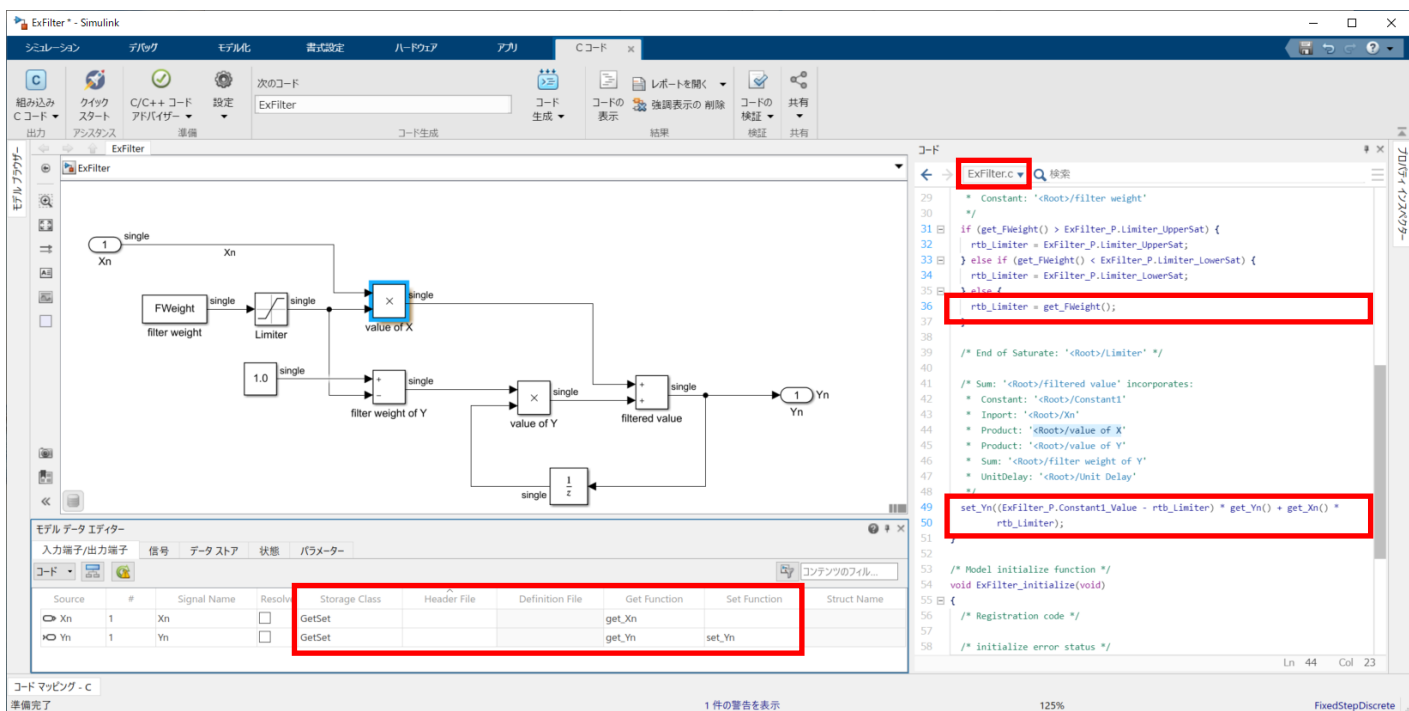 ExFilter * - Simulink
シミュレーション デバッグ モデル化 書式設定 ハードウェア アプリ C コード ×
組み込み C コード クイック スタート C/C++ コード アドバイザー 設定 次のコード ExFilter コード 生成 コードの 表示 レポートを開く 強調表示の 削除 コードの 検証 共有
出力 アシスタンス 準備 コード生成 結果 検証 共有
モデル ブラウザー
ExFilter
ExFilter
single
1
Xn
Xn
FWeight
single
filter weight
single
Limiter
×
single
value of X
1.0
single
+
−
single
filter weight of Y
×
single
value of Y
+
+
single
filtered value
1
Yn
Yn
1
z
single
モデル データ エディター
入力端子/出力端子 信号 データ ストア 状態 パラメーター
コード コンテンツのフィル...
Source # Signal Name Resolve Storage Class Header File Definition File Get Function Set Function Struct Name
Xn 1 Xn GetSet get_Xn
Yn 1 Yn GetSet get_Yn set_Yn
コード
ExFilter.c 検索
29 * Constant: '<Root>/filter weight'
30 */
31 if (get_FWeight() > ExFilter_P.Limiter_UpperSat) {
32 rtb_Limiter = ExFilter_P.Limiter_UpperSat;
33 } else if (get_FWeight() < ExFilter_P.Limiter_LowerSat) {
34 rtb_Limiter = ExFilter_P.Limiter_LowerSat;
35 } else {
36 rtb_Limiter = get_FWeight();
37 }
38
39 /* End of Saturate: '<Root>/Limiter' */
40
41 /* Sum: '<Root>/filtered value' incorporates:
42 * Constant: '<Root>/Constant1'
43 * Inport: '<Root>/Xn'
44 * Product: '<Root>/value of X'
45 * Product: '<Root>/value of Y'
46 * Sum: '<Root>/filter weight of Y'
47 * UnitDelay: '<Root>/Unit Delay'
48 */
49 set_Yn((ExFilter_P.Constant1_Value - rtb_Limiter) * get_Yn() + get_Xn() *
50 rtb_Limiter);
51 }
52
53 /* Model initialize function */
54 void ExFilter_initialize(void)
55 {
56 /* Registration code */
57
58 /* initialize error status */
Ln 44 Col 23
プロパティ インスペクター
コード マッピング - C
準備完了 1 件の警告を表示 125% FixedStepDiscrete